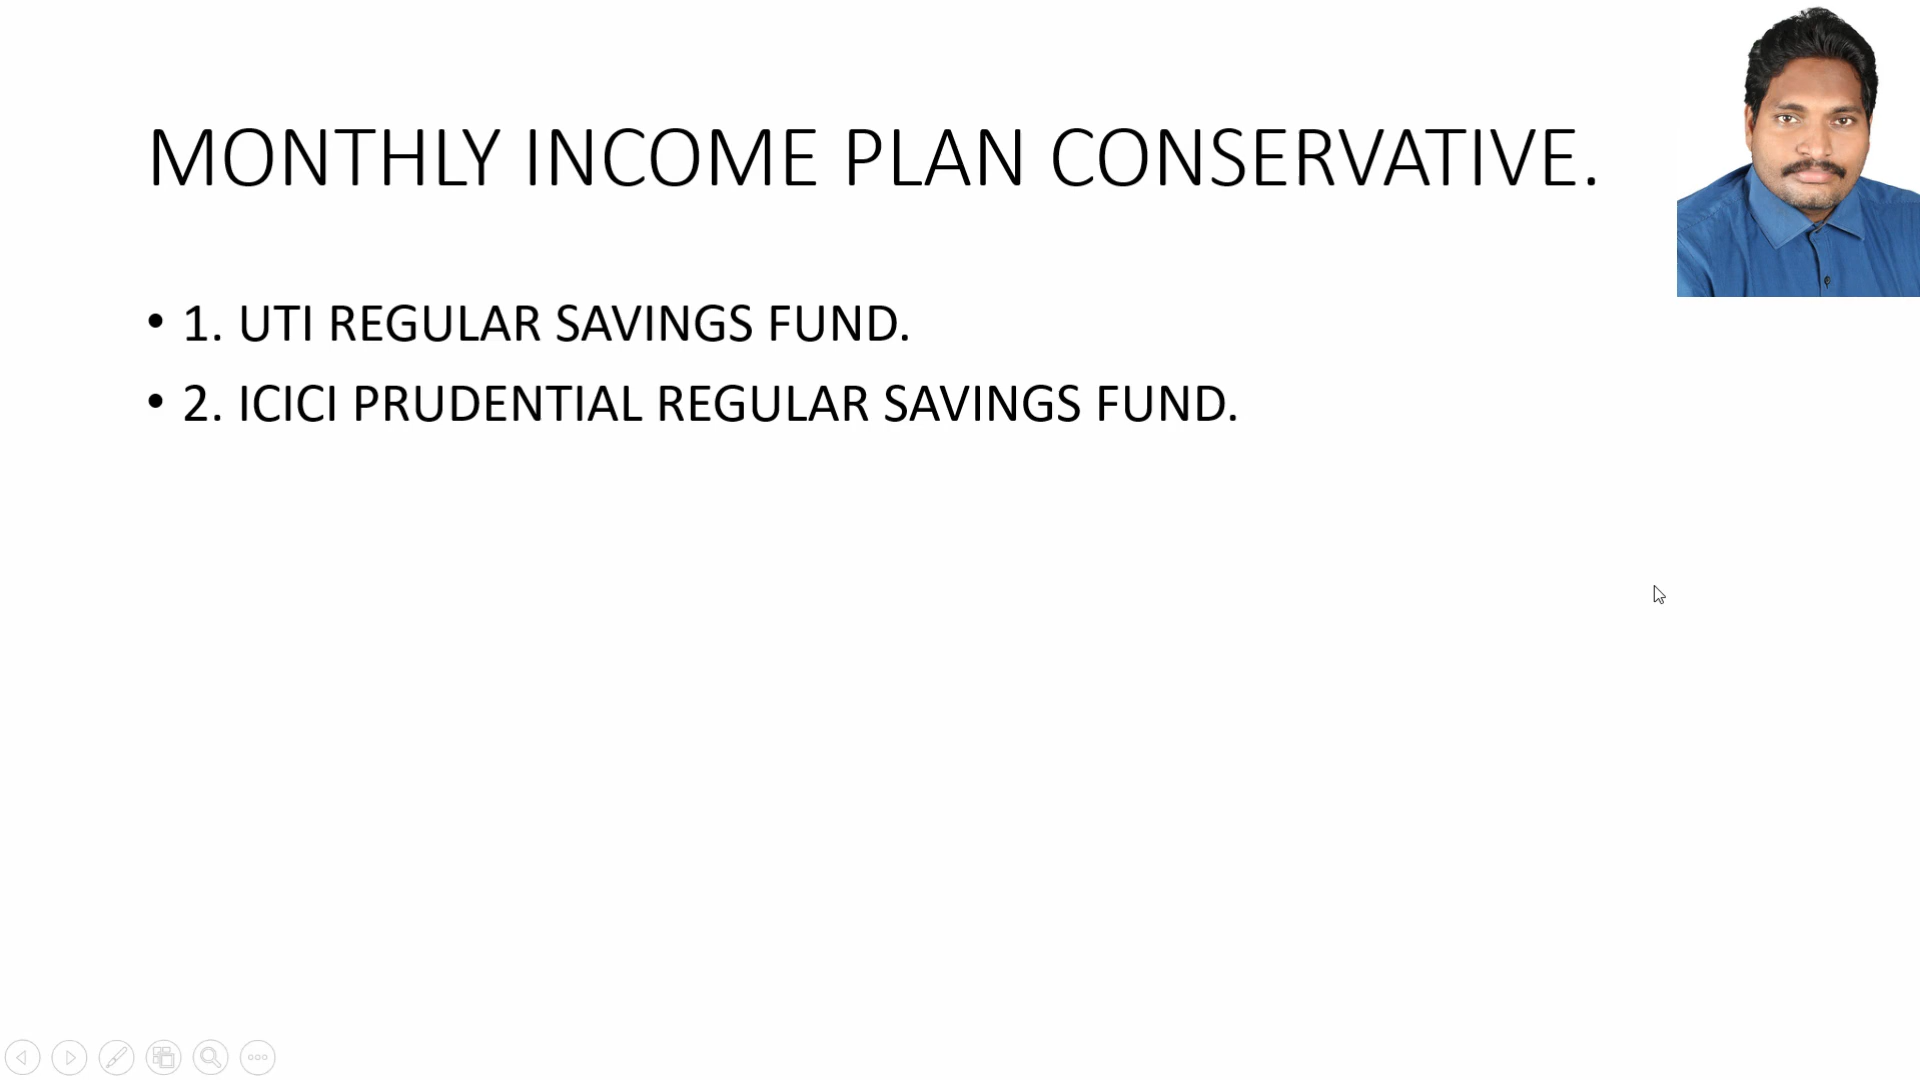 MONTHLY INCOME PLAN CONSERVATIVE.
• 1. UTI REGULAR SAVINGS FUND.
• 2. ICICI PRUDENTIAL REGULAR SAVINGS FUND.